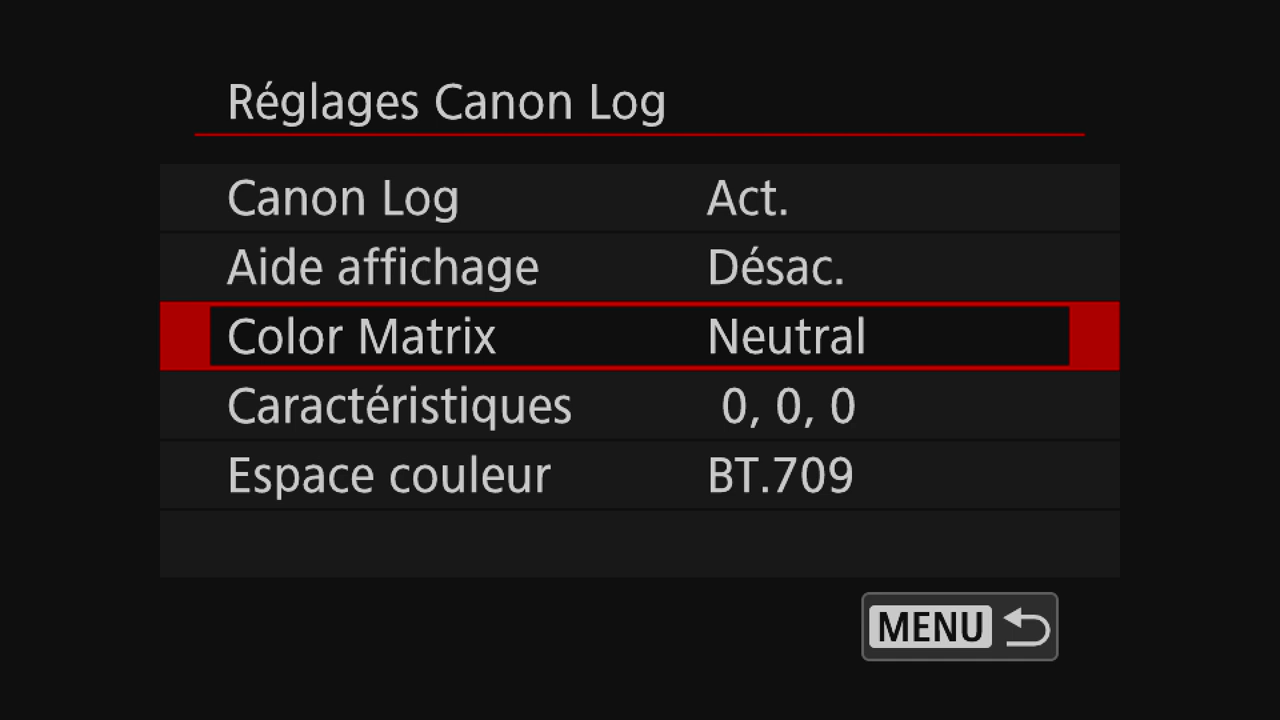 Réglages Canon Log
Canon Log Act.
Aide affichage Désac.
Color Matrix Neutral
Caractéristiques 0, 0, 0
Espace couleur BT.709
MENU